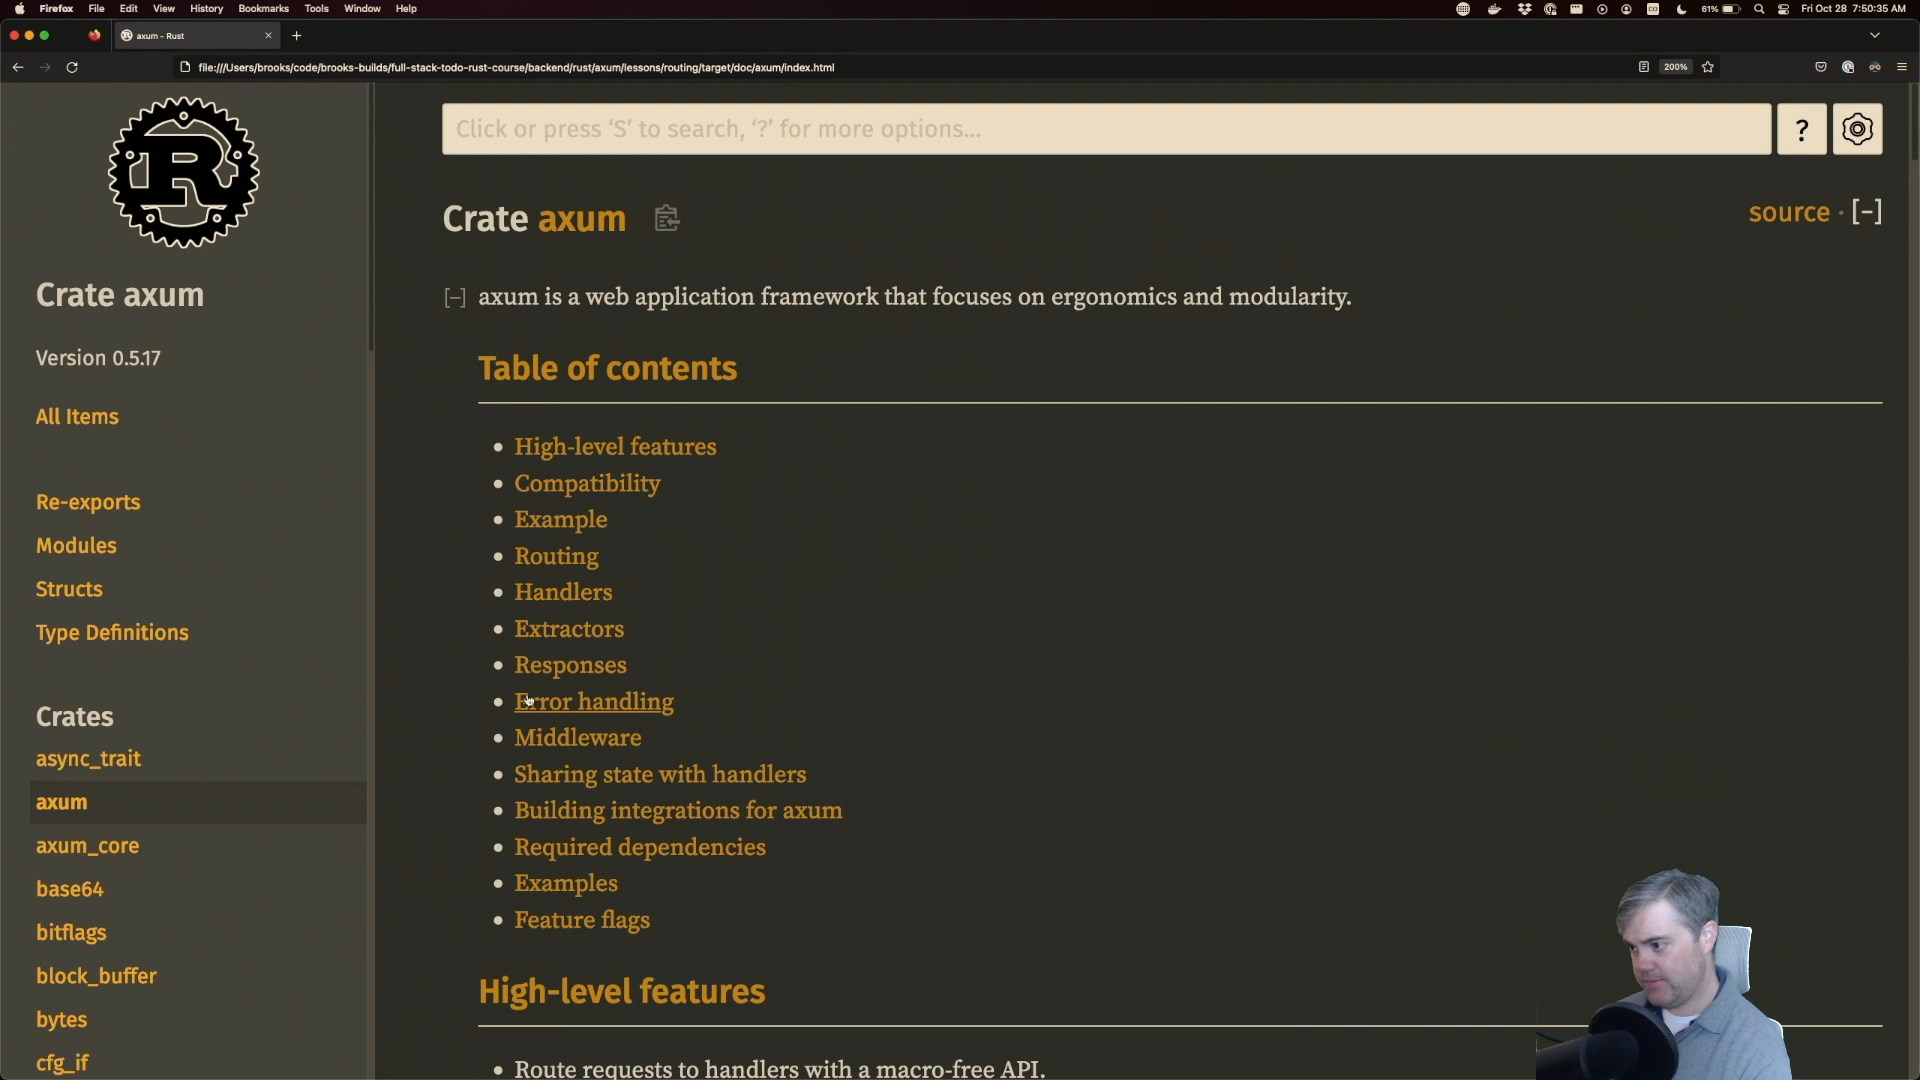 Firefox File Edit View History Bookmarks Tools Window Help
61% Fri Oct 28 7:50:35 AM
axum - Rust
file:///Users/brooks/code/brooks-builds/full-stack-todo-rust-course/backend/rust/axum/lessons/routing/target/doc/axum/index.html
200%
Crate axum
Version 0.5.17
All Items
Re-exports
Modules
Structs
Type Definitions
Crates
async_trait
axum
axum_core
base64
bitflags
block_buffer
bytes
cfg_if
Click or press ‘S’ to search, ‘?’ for more options…
?
Crate axum
source · [−]
[−] axum is a web application framework that focuses on ergonomics and modularity.
Table of contents
• High-level features
• Compatibility
• Example
• Routing
• Handlers
• Extractors
• Responses
• Error handling
• Middleware
• Sharing state with handlers
• Building integrations for axum
• Required dependencies
• Examples
• Feature flags
High-level features
• Route requests to handlers with a macro-free API.